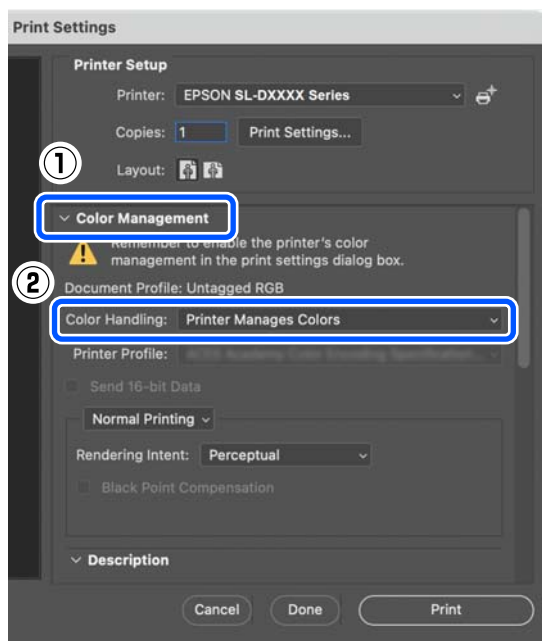 Print Settings
Printer Setup
Printer: EPSON SL-DXXXX Series
Copies: 1 Print Settings...
①
Layout:
Color Management
Remember to enable the printer's color
management in the print settings dialog box.
②
Document Profile: Untagged RGB
Color Handling: Printer Manages Colors
Printer Profile:
Send 16-bit Data
Normal Printing
Rendering Intent: Perceptual
Black Point Compensation
Description
Cancel Done Print